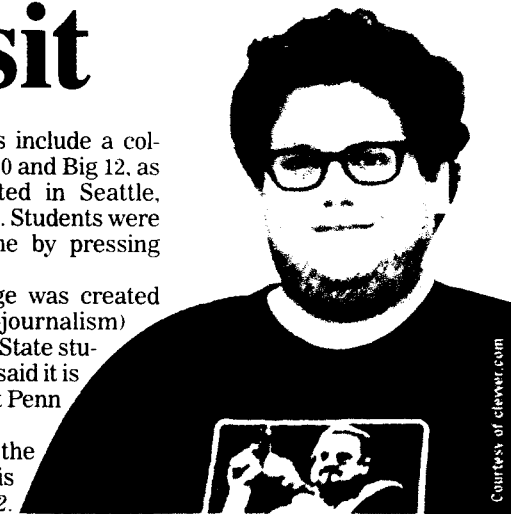 sit
s include a col-
0 and Big 12, as
ted in Seattle,
. Students were
ne by pressing
ge was created
journalism)
State stu-
said it is
t Penn
the
is
2.
Courtesy of clevver.com